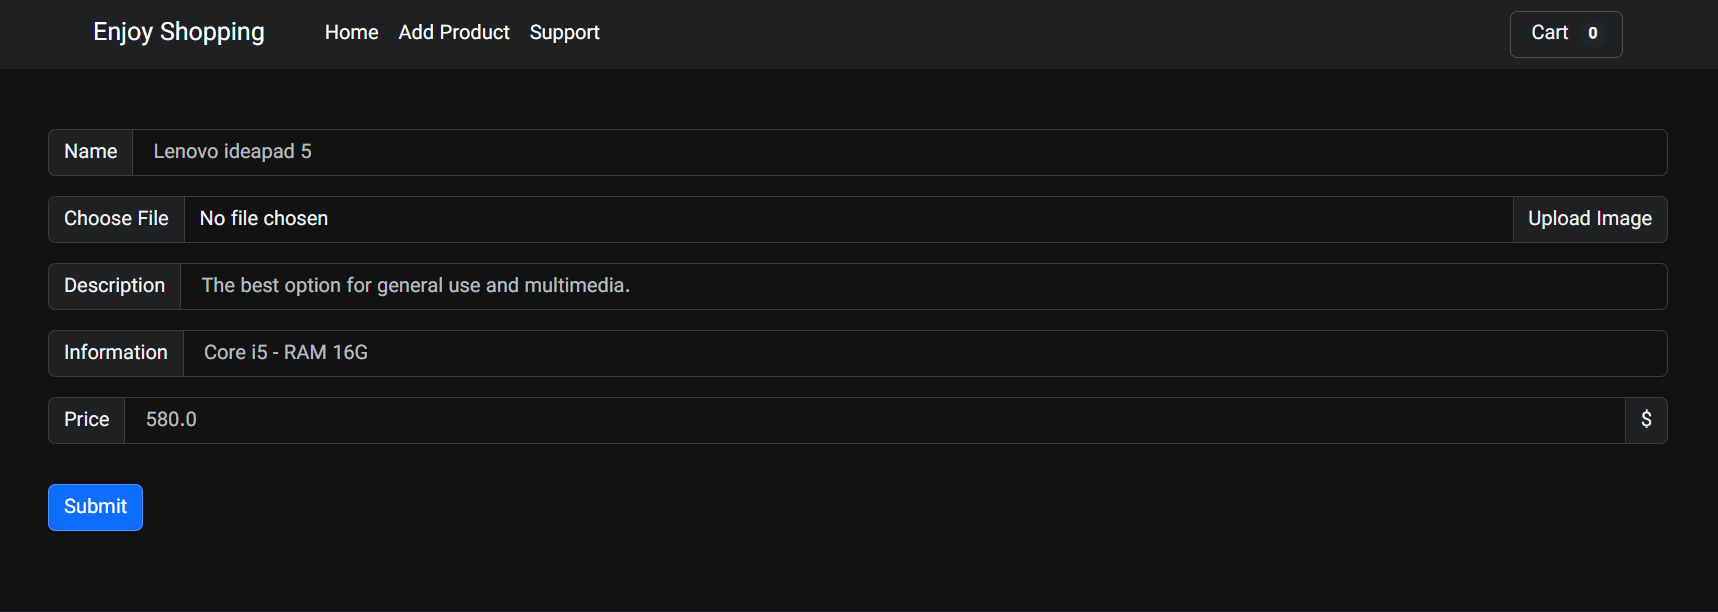 Enjoy Shopping Home Add Product Support Cart 0
Name Lenovo ideapad 5
Choose File No file chosen Upload Image
Description The best option for general use and multimedia.
Information Core i5 - RAM 16G
Price 580.0 $
Submit